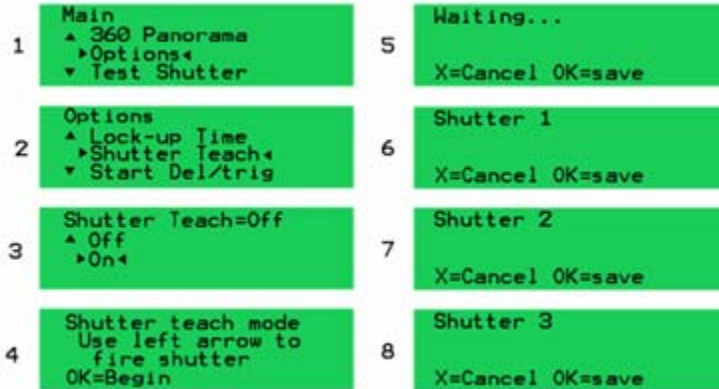 1
Main
▲ 360 Panorama
▶Options◀
▼ Test Shutter
2
Options
▲ Lock-up Time
▶Shutter Teach◀
▼ Start Del/trig
3
Shutter Teach=Off
▲ Off
▶On◀
4
Shutter teach mode
Use left arrow to
fire shutter
OK=Begin
5
Waiting...
X=Cancel OK=save
6
Shutter 1
X=Cancel OK=save
7
Shutter 2
X=Cancel OK=save
8
Shutter 3
X=Cancel OK=save